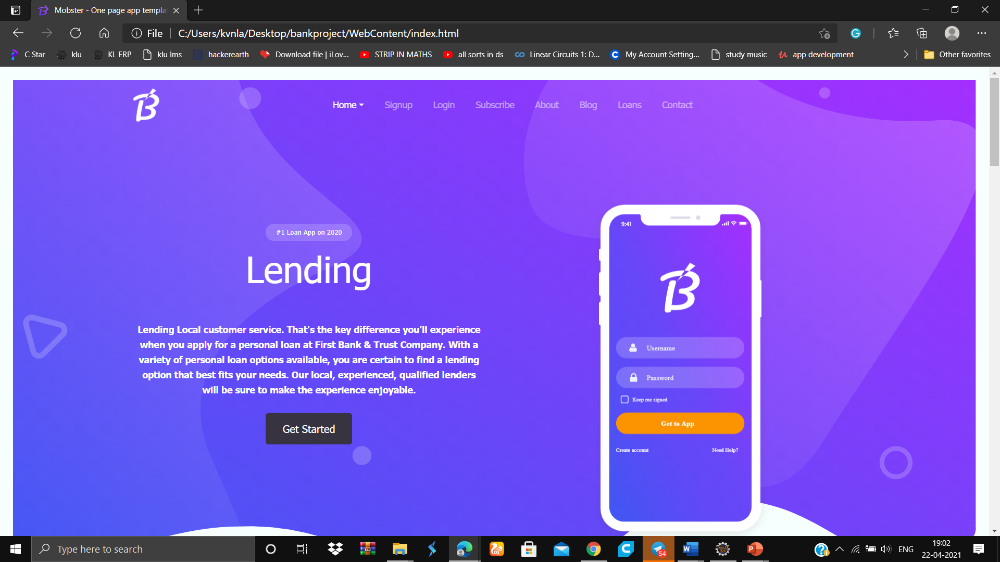 Mobster - One page app templa
File
C:/Users/kvnla/Desktop/bankproject/WebContent/index.html
C Star
klu
KL ERP
klu lms
hackerearth
Download file | iLov...
STRIP IN MATHS
all sorts in ds
Linear Circuits 1: D...
My Account Setting...
study music
app development
Other favorites
B
Home
Signup
Login
Subscribe
About
Blog
Loans
Contact
#1 Loan App on 2020
Lending
Lending Local customer service. That's the key difference you'll experience
when you apply for a personal loan at First Bank & Trust Company. With a
variety of personal loan options available, you are certain to find a lending
option that best fits your needs. Our local, experienced, qualified lenders
will be sure to make the experience enjoyable.
Get Started
9:41
B
Username
Password
Keep me signed
Get to App
Create account
Need Help?
Type here to search
54
ENG
19:02
22-04-2021